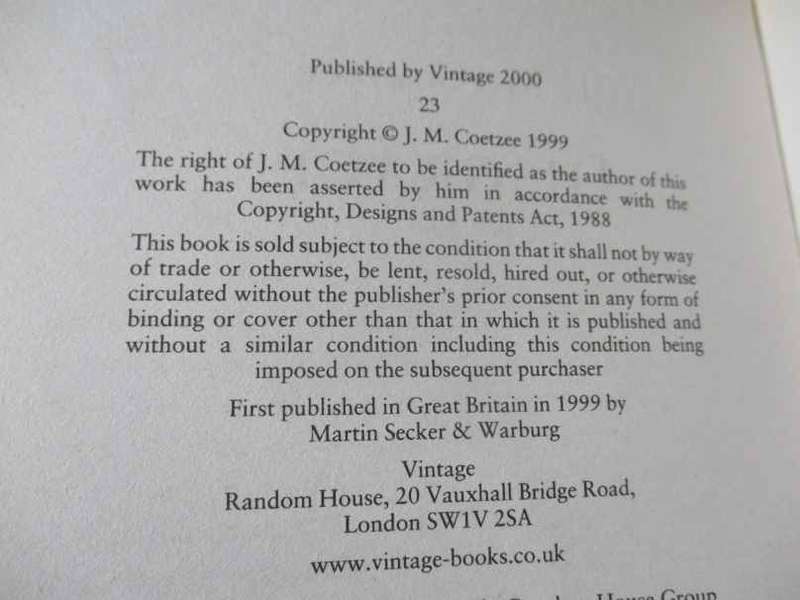 Published by Vintage 2000
23
Copyright © J. M. Coetzee 1999
The right of J. M. Coetzee to be identified as the author of this
work has been asserted by him in accordance with the
Copyright, Designs and Patents Act, 1988
This book is sold subject to the condition that it shall not by way
of trade or otherwise, be lent, resold, hired out, or otherwise
circulated without the publisher's prior consent in any form of
binding or cover other than that in which it is published and
without a similar condition including this condition being
imposed on the subsequent purchaser
First published in Great Britain in 1999 by
Martin Secker & Warburg
Vintage
Random House, 20 Vauxhall Bridge Road,
London SW1V 2SA
www.vintage-books.co.uk
House Group